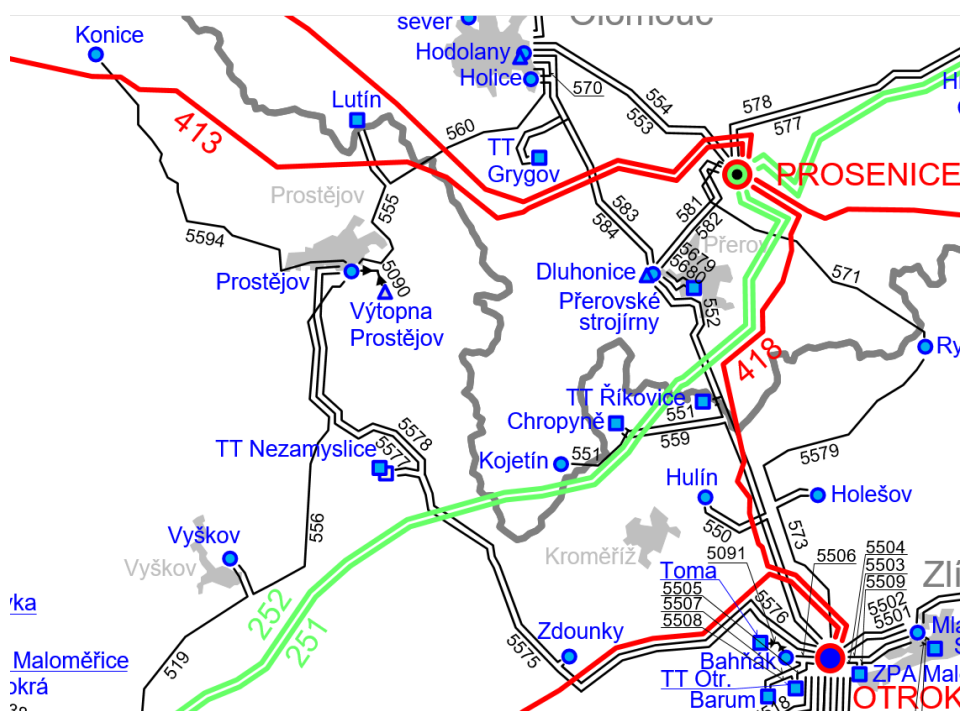 Olomouc
sever
Konice
Hodolany
Holice
570
554
553
578
577
Lutín
413
560
TT
Grygov
PROSENICE
Prostějov
555
583
584
581
582
5594
5090
Prostějov
Výtopna
Prostějov
Dluhonice
Přerovské
strojírny
Přerov
5679
5680
552
571
418
TT Říkovice
Chropyně
551
559
551
Kojetín
TT Nezamyslice
5578
5577
5579
Hulín
Holešov
550
573
556
Vyškov
Vyškov
Kroměříž
5091
5506
5504
5503
5509
5502
5501
Toma
5505
5507
5508
5576
252
251
Zdounky
5575
519
Maloměřice
Bahňák
TT Otr.
Barum
ZPA
OTROK